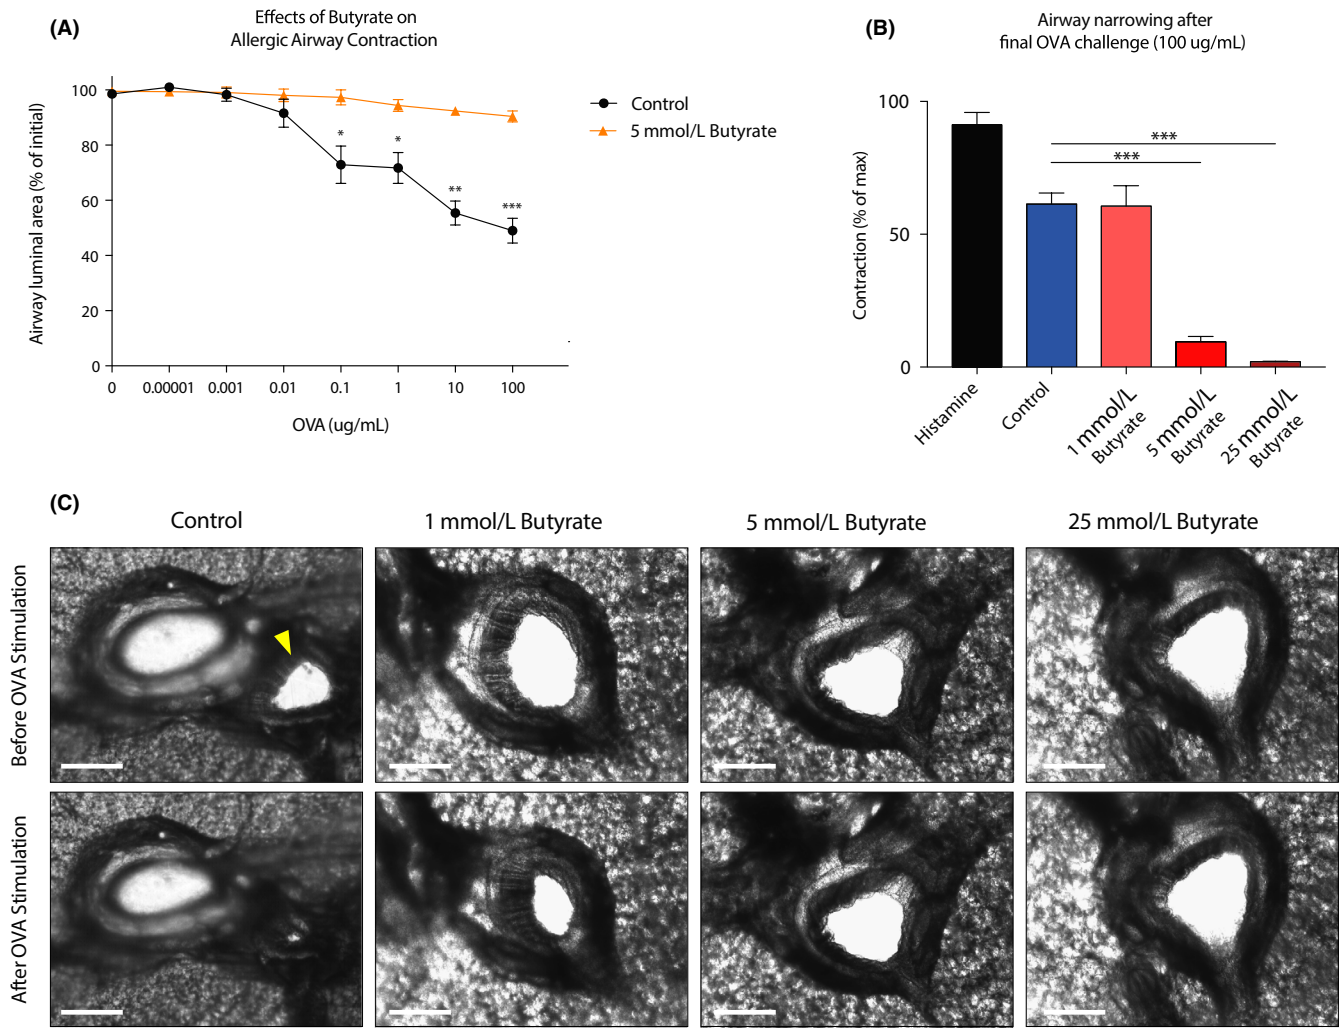 (A)
Effects of Butyrate on
Allergic Airway Contraction
Airway luminal area (% of initial)
100
80
60
40
20
0
*
*
**
***
0
0.00001
0.001
0.01
0.1
1
10
100
OVA (ug/mL)
Control
5 mmol/L Butyrate
(B)
Airway narrowing after
final OVA challenge (100 ug/mL)
Contraction (% of max)
100
50
0
***
***
Histamine
Control
1 mmol/L
Butyrate
5 mmol/L
Butyrate
25 mmol/L
Butyrate
(C)
Control
1 mmol/L Butyrate
5 mmol/L Butyrate
25 mmol/L Butyrate
Before OVA Stimulation
After OVA Stimulation